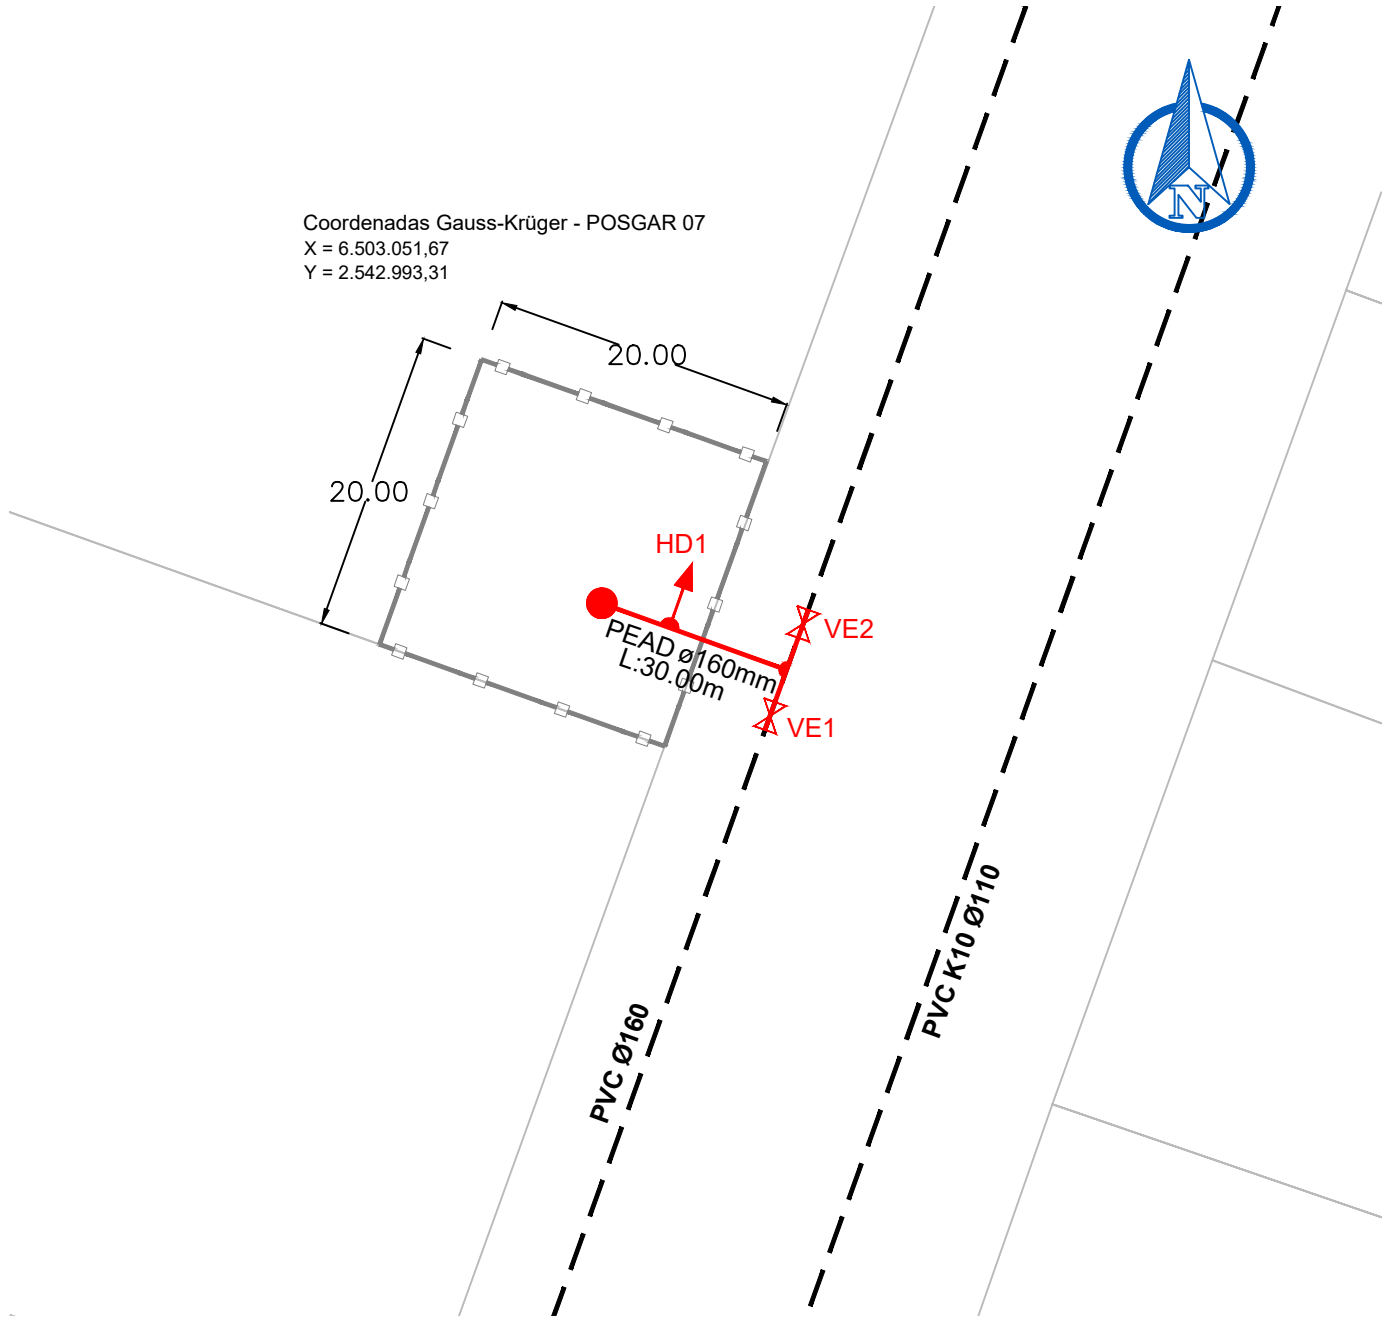 N
Coordenadas Gauss-Krüger - POSGAR 07
X = 6.503.051,67
Y = 2.542.993,31
20.00
20.00
HD1
VE2
PEAD ø160mm
L:30.00m
VE1
PVC K10 Ø110
PVC Ø160